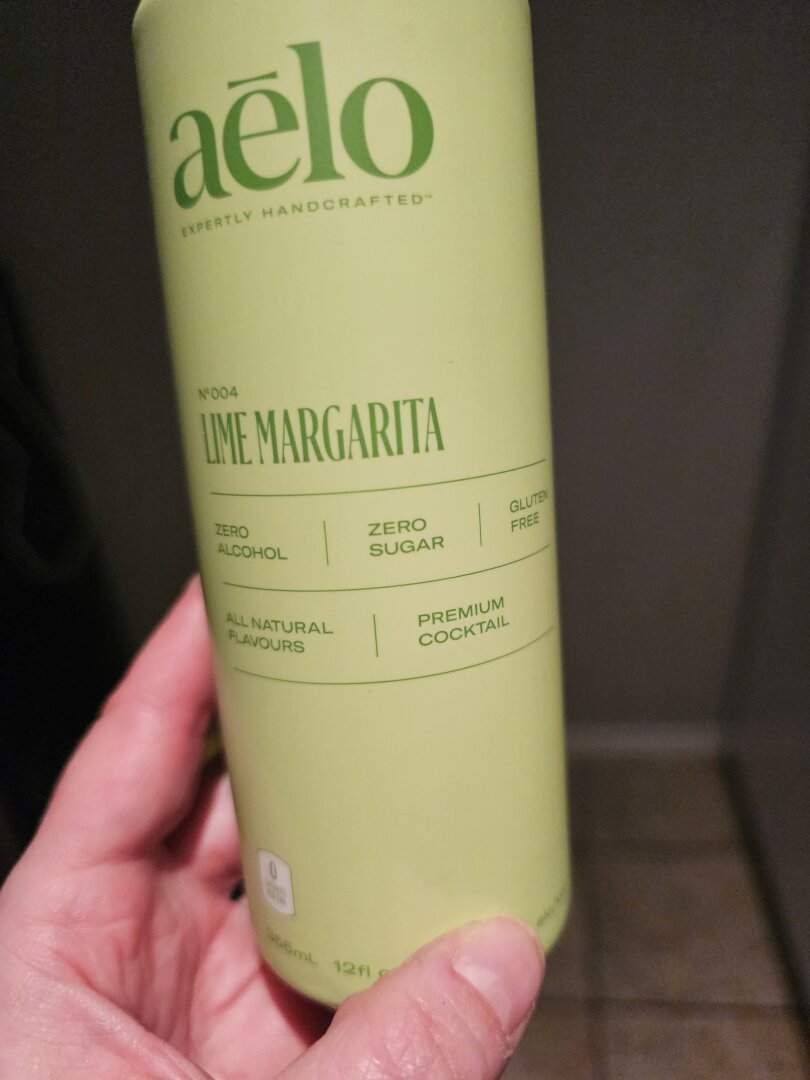 aēlo
EXPERTLY HANDCRAFTED™
Nº004
LIME MARGARITA
ZERO
ALCOHOL
ZERO
SUGAR
GLUTEN
FREE
ALL NATURAL
FLAVOURS
PREMIUM
COCKTAIL
0
355mL 12fl